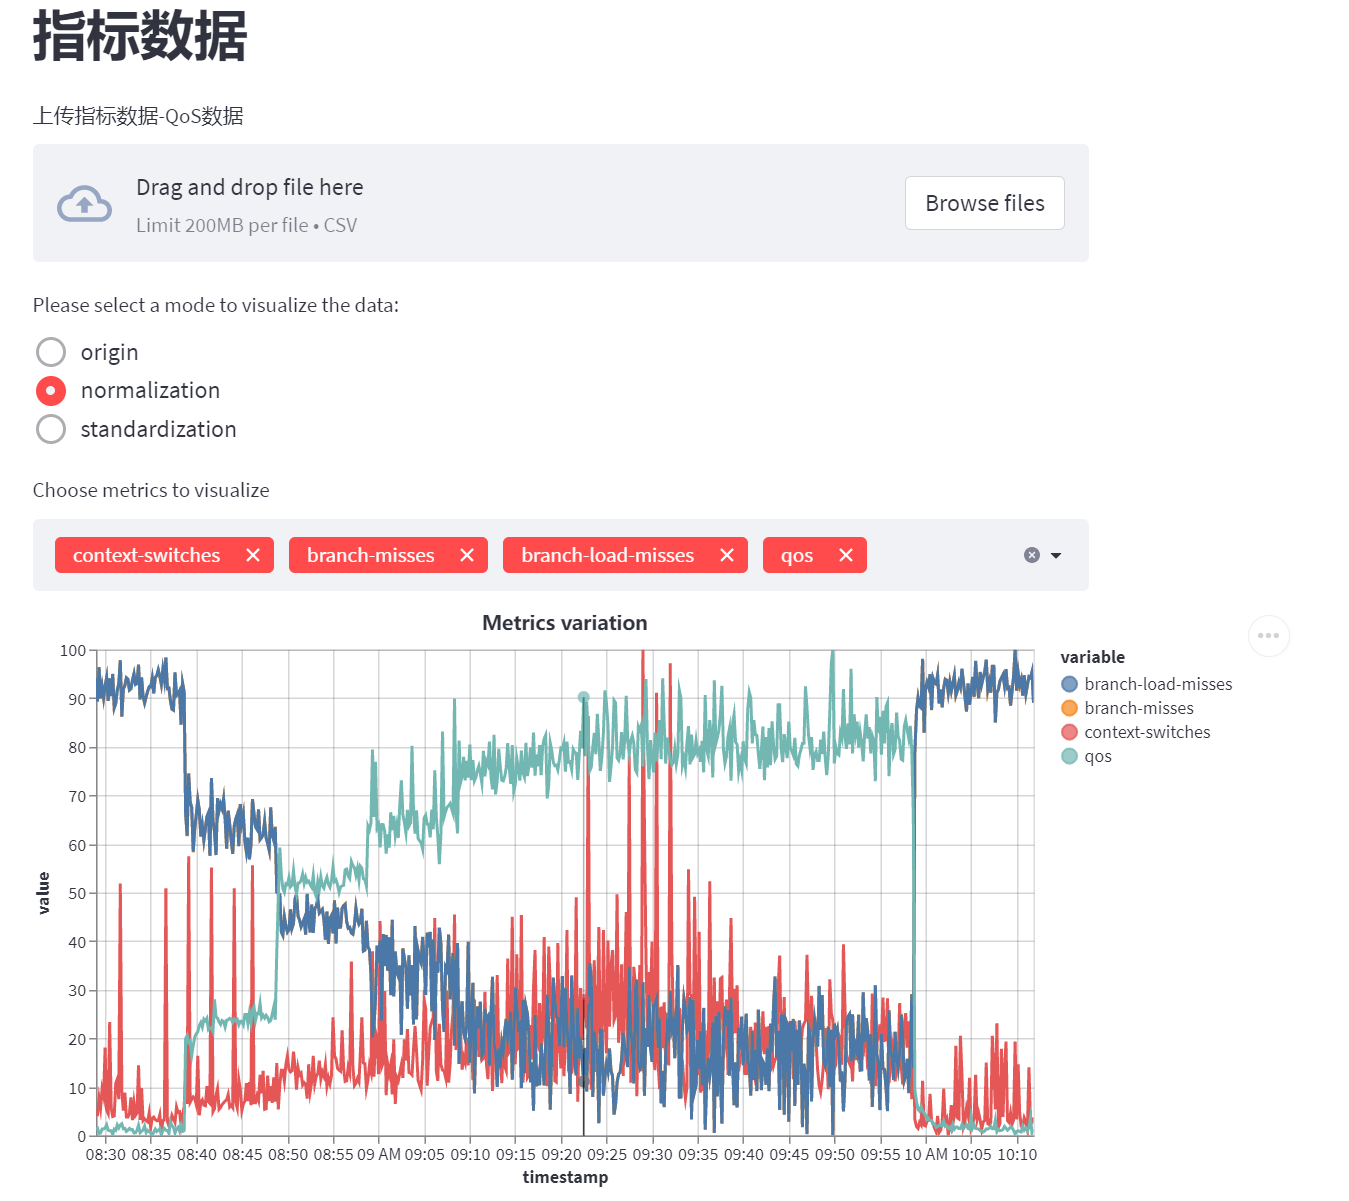 指标数据
上传指标数据-QoS数据
Drag and drop file here
Limit 200MB per file • CSV
Browse files
Please select a mode to visualize the data:
origin
normalization
standardization
Choose metrics to visualize
context-switches
branch-misses
branch-load-misses
qos
Metrics variation
100
90
80
70
60
50
40
30
20
10
0
value
08:30 08:35 08:40 08:45 08:50 08:55 09 AM 09:05 09:10 09:15 09:20 09:25 09:30 09:35 09:40 09:45 09:50 09:55 10 AM 10:05 10:10
timestamp
variable
branch-load-misses
branch-misses
context-switches
qos